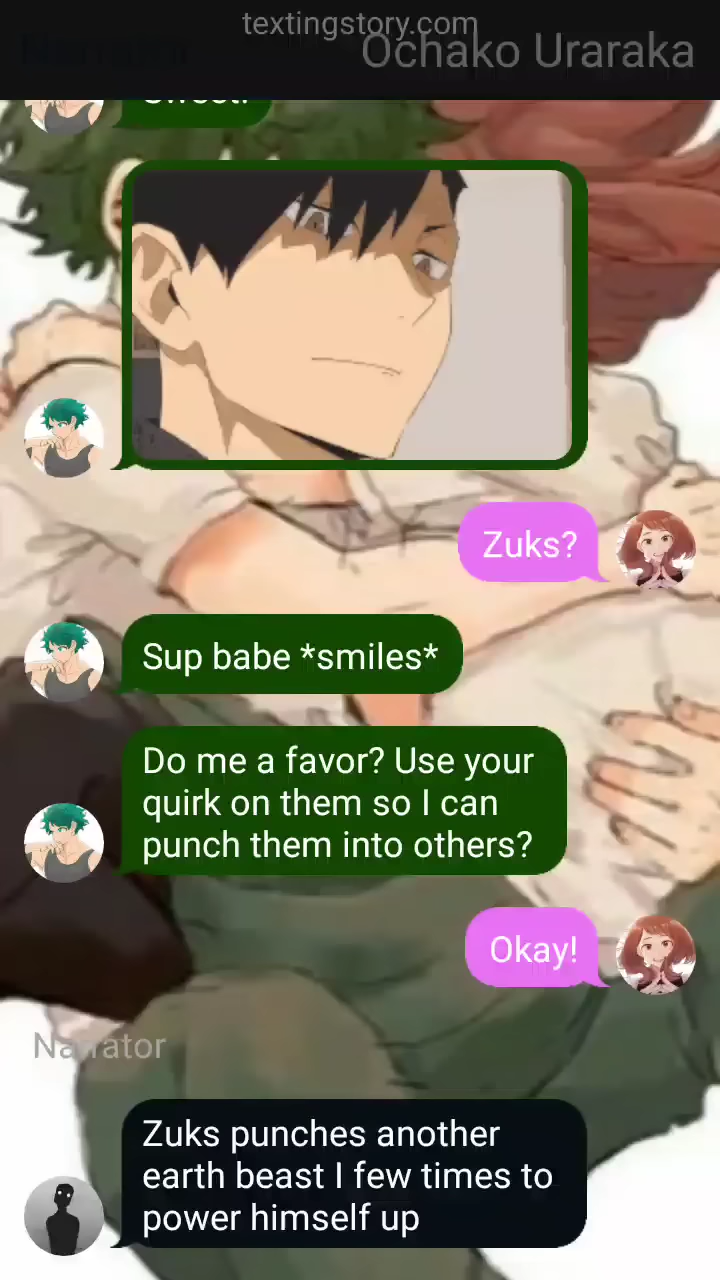 textingstory.com
Ochako Uraraka
Sweet!
Zuks?
Sup babe *smiles*
Do me a favor? Use your
quirk on them so I can
punch them into others?
Okay!
Narrator
Zuks punches another
earth beast I few times to
power himself up